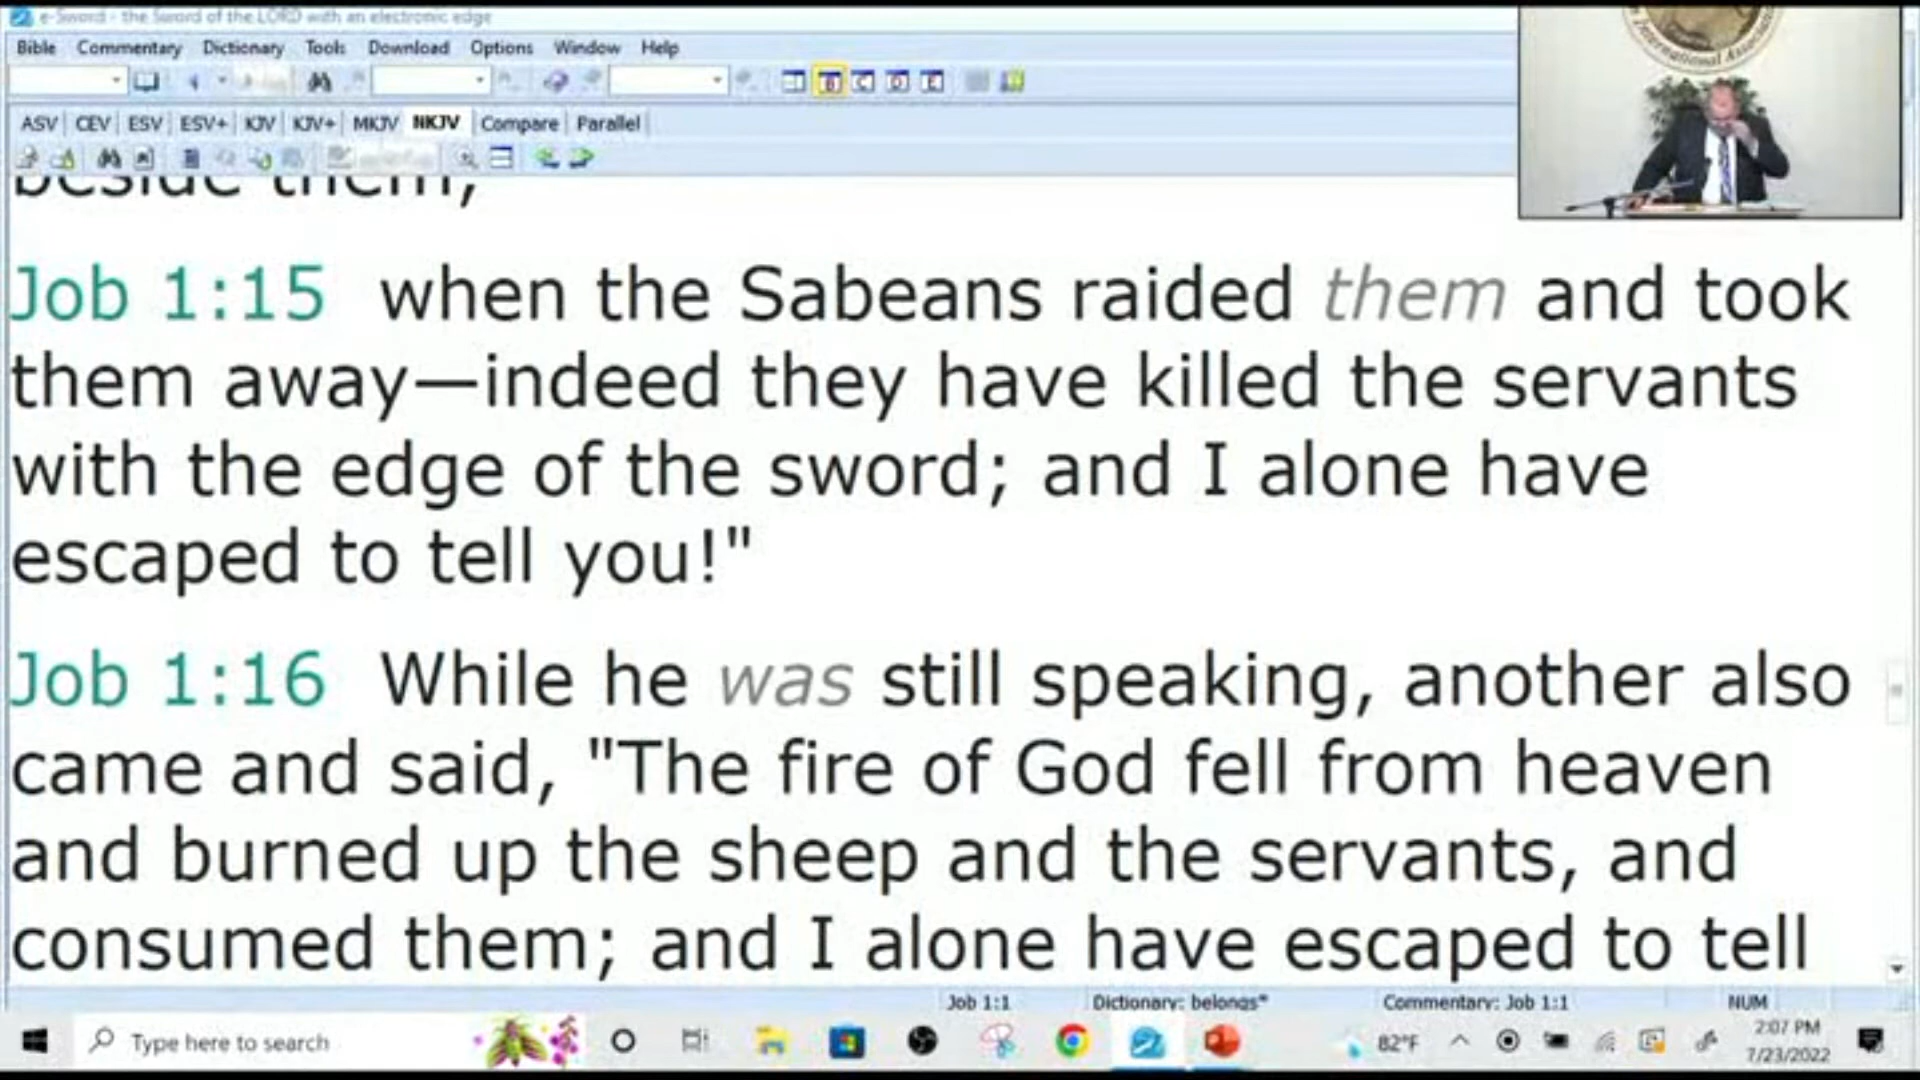 e-Sword - the Sword of the LORD with an electronic edge
Bible Commentary Dictionary Tools Download Options Window Help
International
ASV CEV ESV ESV+ KJV KJV+ MKJV NKJV Compare Parallel
beside them,
Job 1:15 when the Sabeans raided them and took
them away—indeed they have killed the servants
with the edge of the sword; and I alone have
escaped to tell you!"
Job 1:16 While he was still speaking, another also
came and said, "The fire of God fell from heaven
and burned up the sheep and the servants, and
consumed them; and I alone have escaped to tell
Job 1:1 Dictionary: belongs* Commentary: Job 1:1 NUM
Type here to search
82°F
2:07 PM
7/23/2022